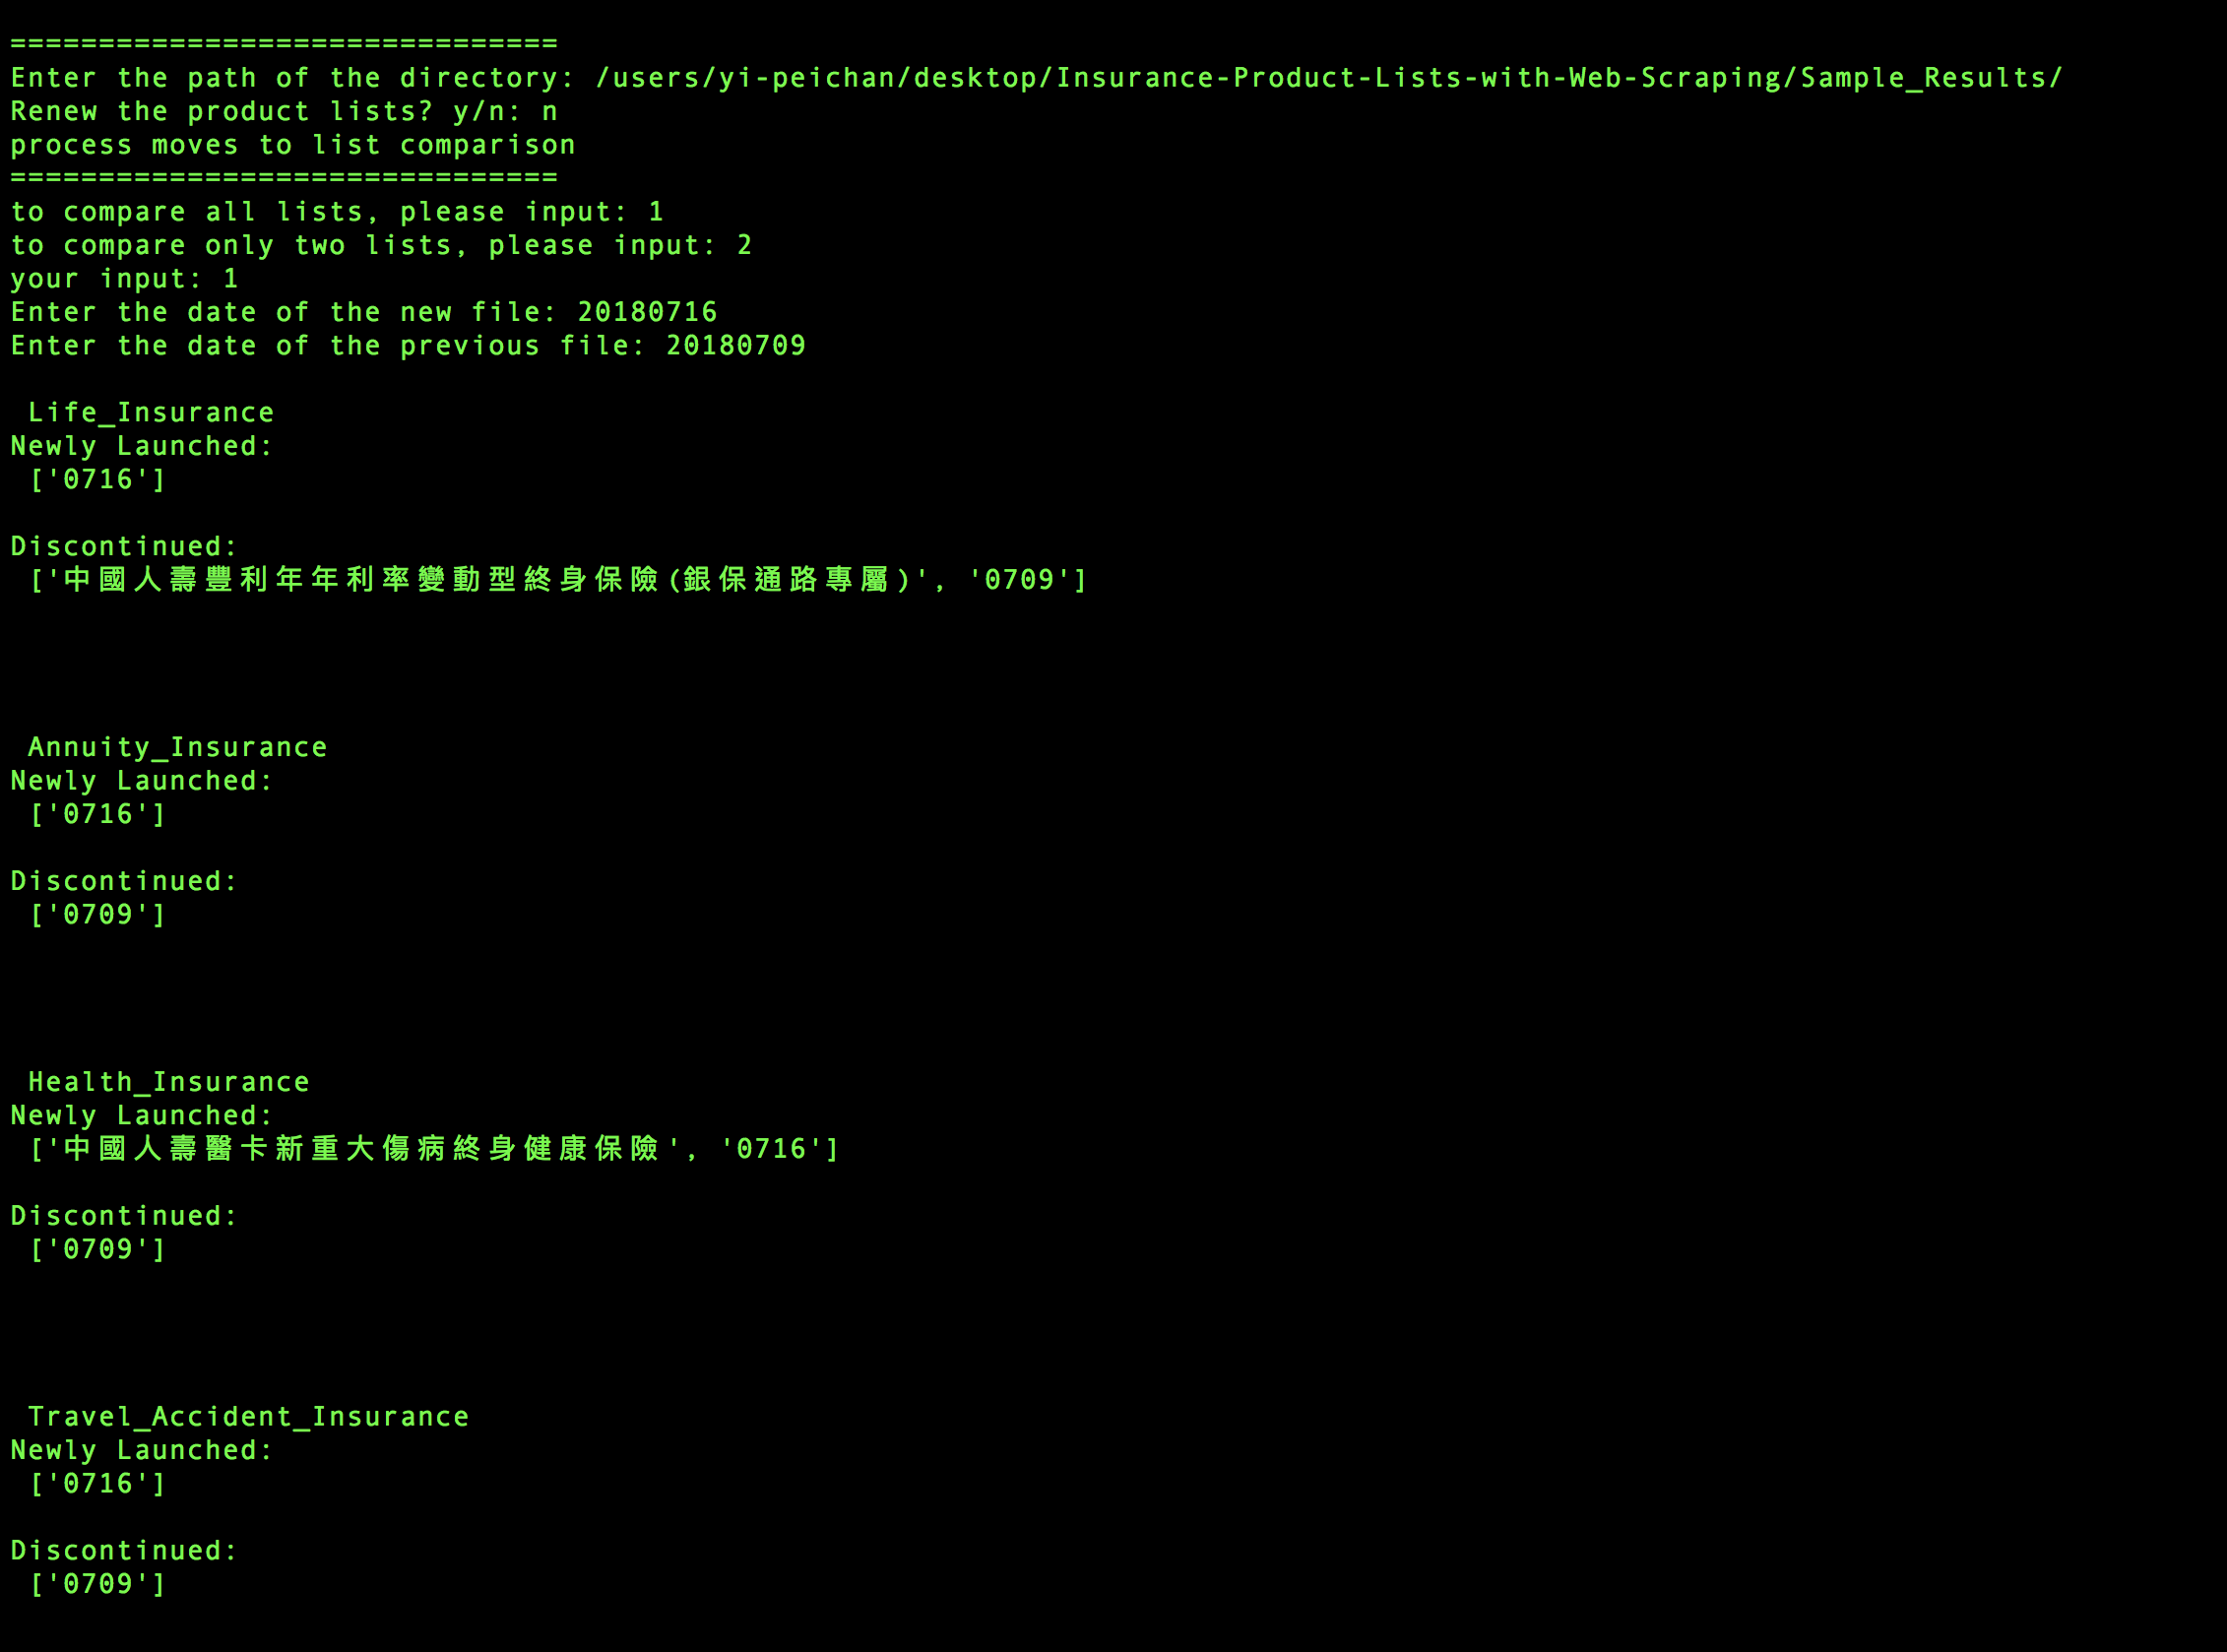 ===============================
Enter the path of the directory: /users/yi-peichan/desktop/Insurance-Product-Lists-with-Web-Scraping/Sample_Results/
Renew the product lists? y/n: n
process moves to list comparison
===============================
to compare all lists, please input: 1
to compare only two lists, please input: 2
your input: 1
Enter the date of the new file: 20180716
Enter the date of the previous file: 20180709
Life_Insurance
Newly Launched:
['0716']
Discontinued:
['中國人壽豐利年年利率變動型終身保險(銀保通路專屬)', '0709']
Annuity_Insurance
Newly Launched:
['0716']
Discontinued:
['0709']
Health_Insurance
Newly Launched:
['中國人壽醫卡新重大傷病終身健康保險', '0716']
Discontinued:
['0709']
Travel_Accident_Insurance
Newly Launched:
['0716']
Discontinued:
['0709']